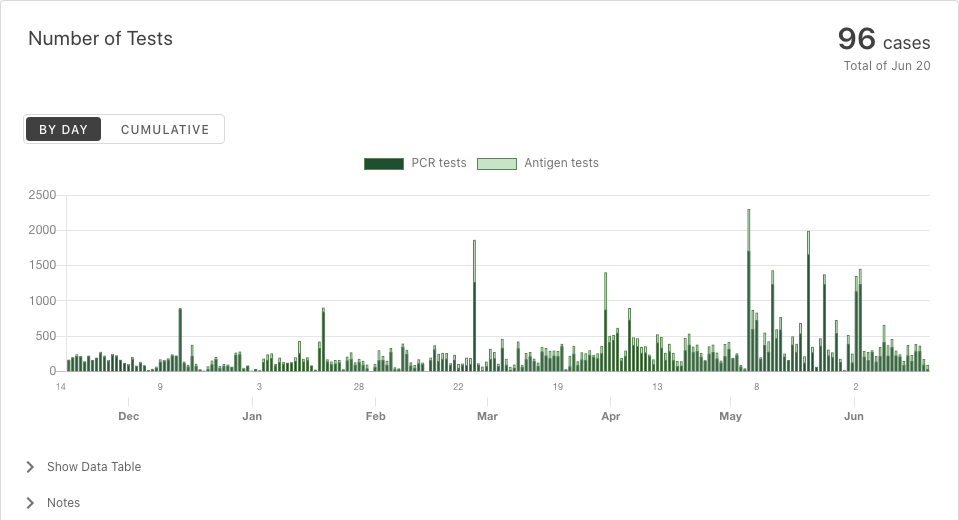 Number of Tests
96 cases
Total of Jun 20
BY DAY CUMULATIVE
PCR tests Antigen tests
2500
2000
1500
1000
500
0
14 9 3 28 22 19 13 8 2
Dec Jan Feb Mar Apr May Jun
Show Data Table
Notes